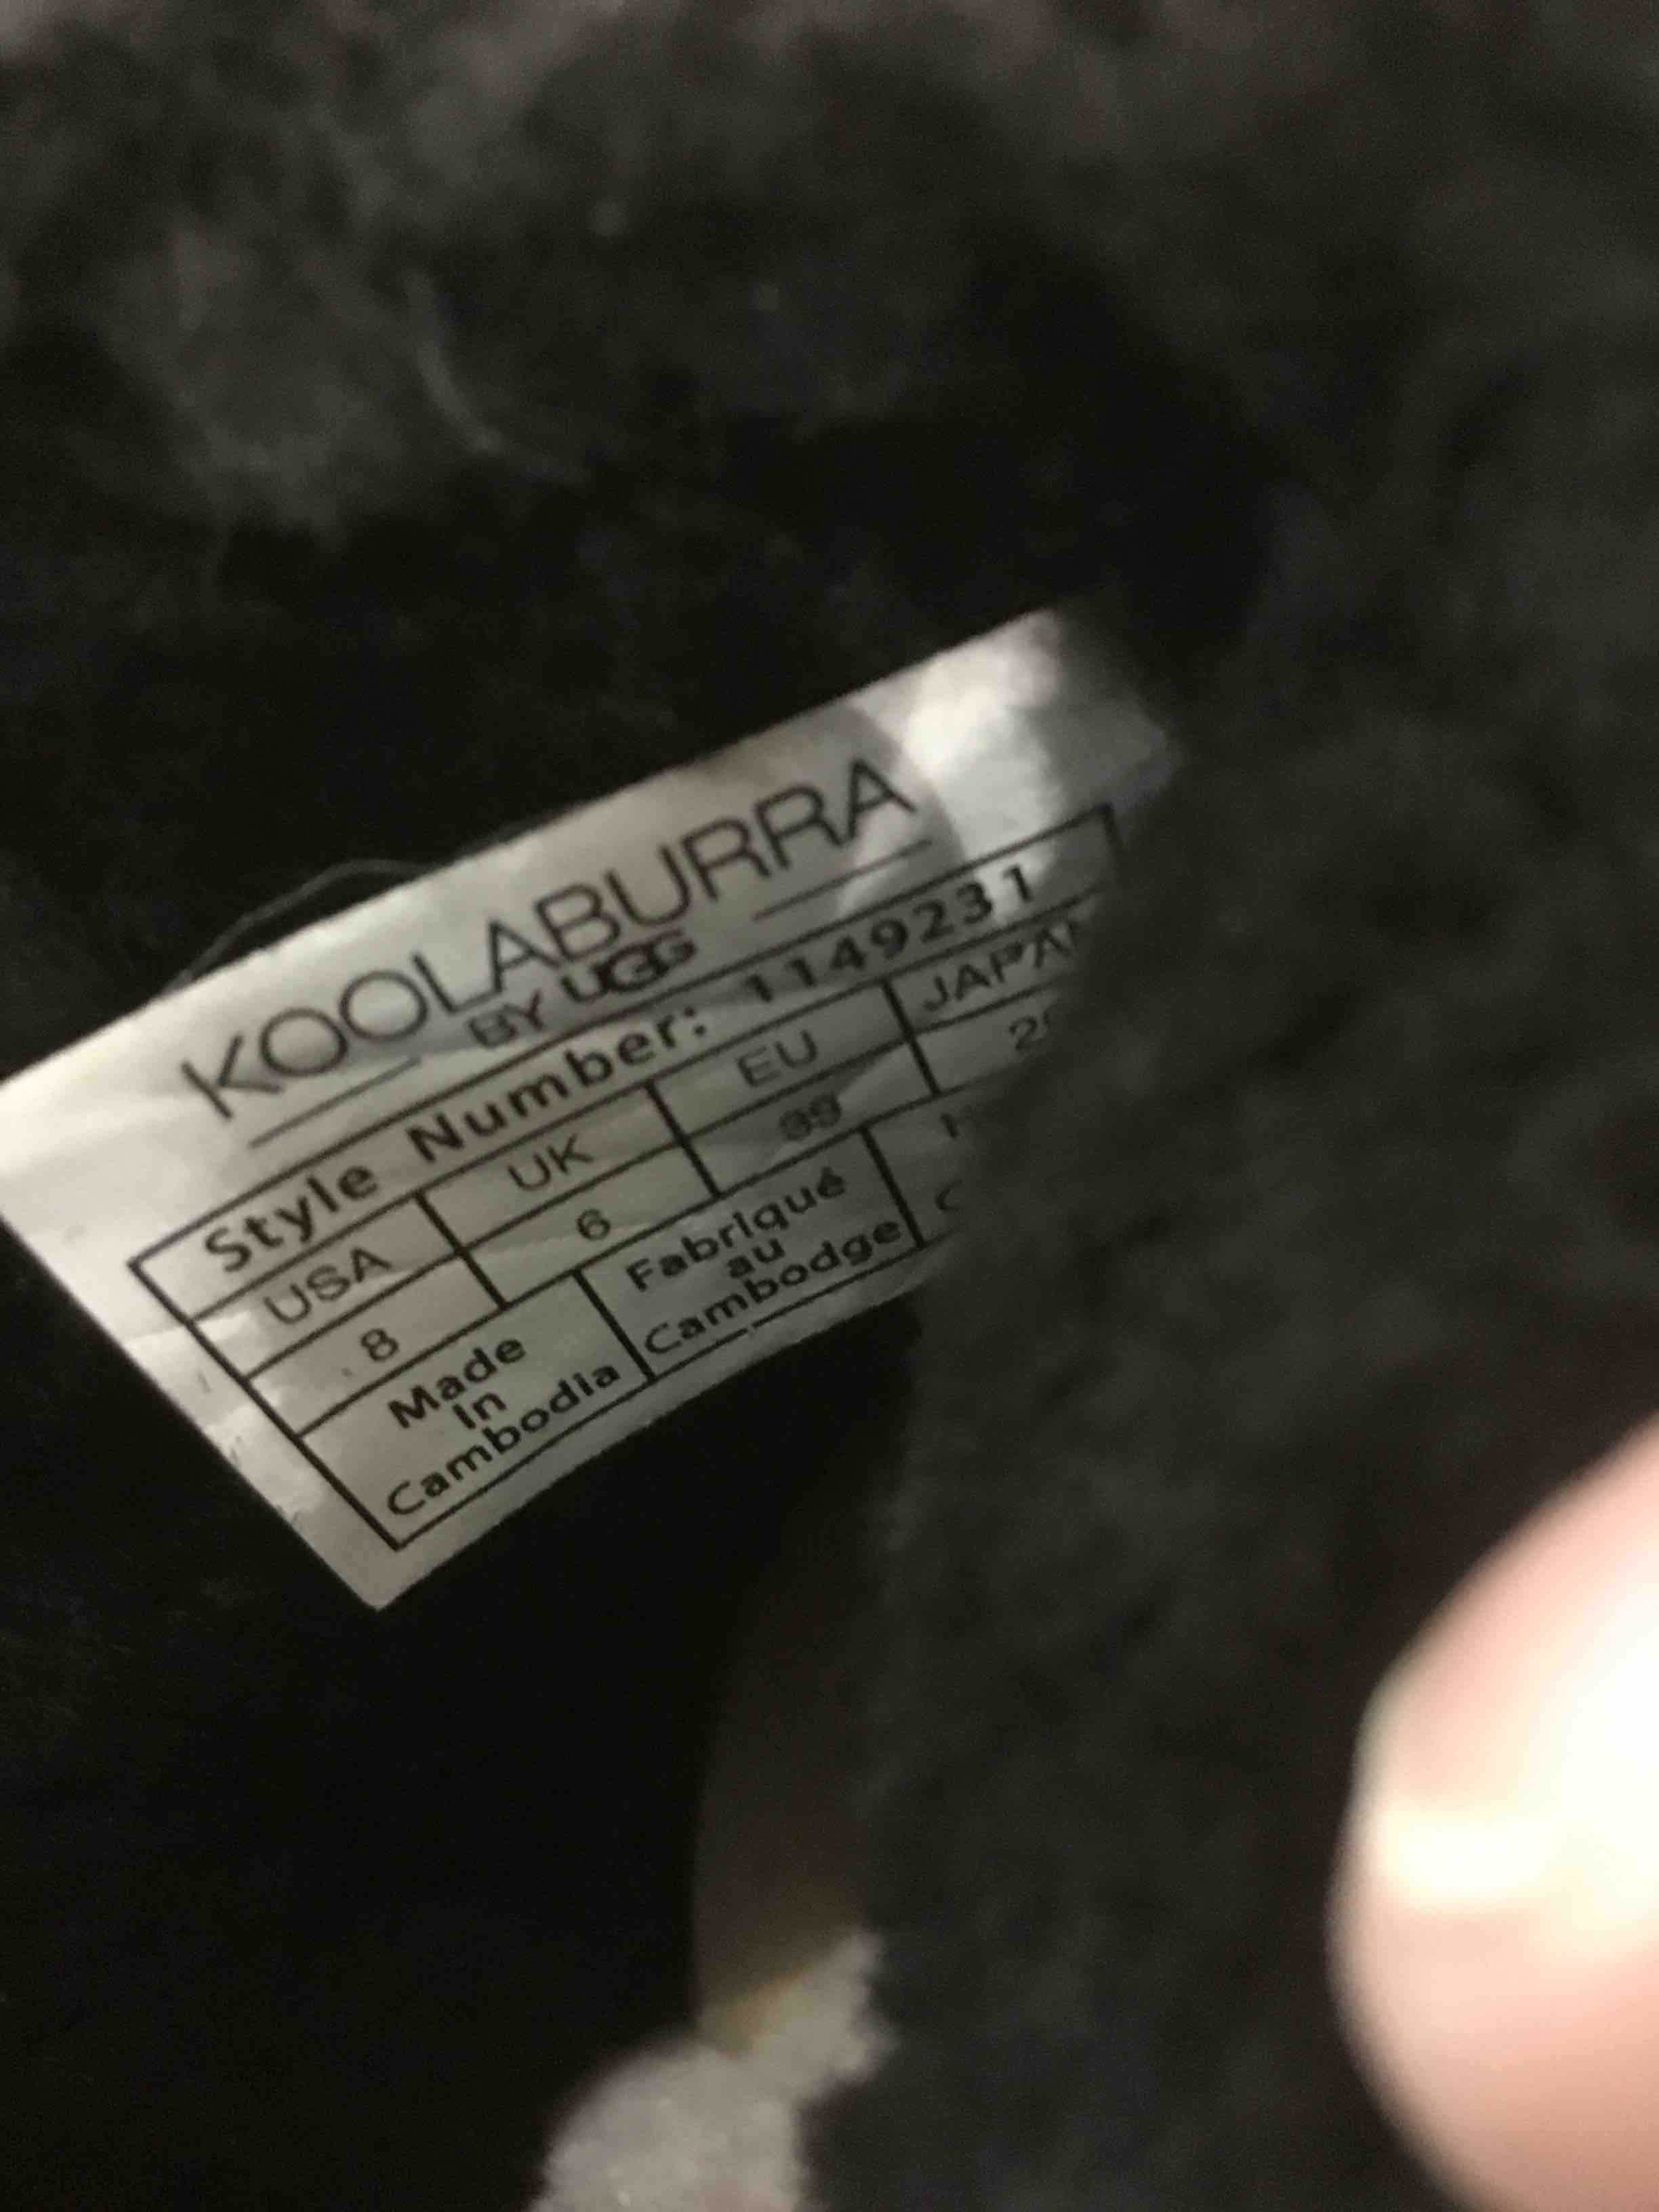 KOOLABURRA
BY UGG
Style Number: 1149231
USA UK EU
8 6 39
Made
In
Cambodia
Fabriqué
au
Cambodge